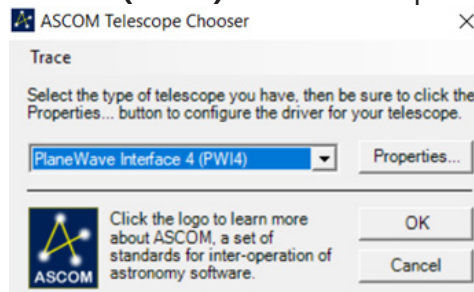 ASCOM Telescope Chooser
Trace
Select the type of telescope you have, then be sure to click the
Properties... button to configure the driver for your telescope.
PlaneWave Interface 4 (PWI4)
Properties...
Click the logo to learn more
about ASCOM, a set of
standards for inter-operation of
astronomy software.
ASCOM
OK
Cancel